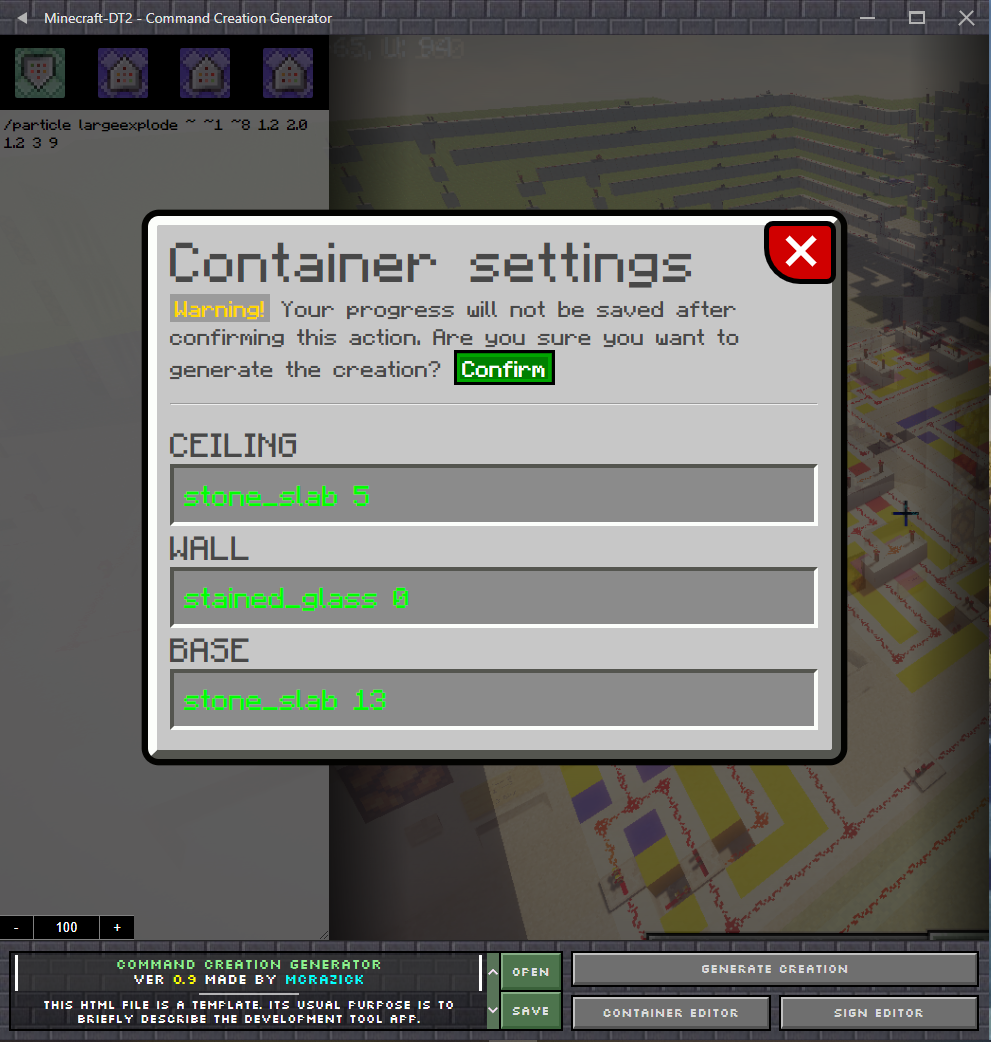 Minecraft-DT2 - Command Creation Generator
/particle largeexplode ~ ~1 ~8 1.2 2.0
1.2 3 9
Container settings
Warning! Your progress will not be saved after
confirming this action. Are you sure you want to
generate the creation? Confirm
CEILING
stone_slab 5
WALL
stained_glass 0
BASE
stone_slab 13
- 100 +
COMMAND CREATION GENERATOR
VER 0.9 MADE BY MCRAZICK
THIS HTML FILE IS A TEMPLATE. ITS USUAL PURPOSE IS TO
BRIEFLY DESCRIBE THE DEVELOPMENT TOOL APP.
OPEN
SAVE
GENERATE CREATION
CONTAINER EDITOR
SIGN EDITOR